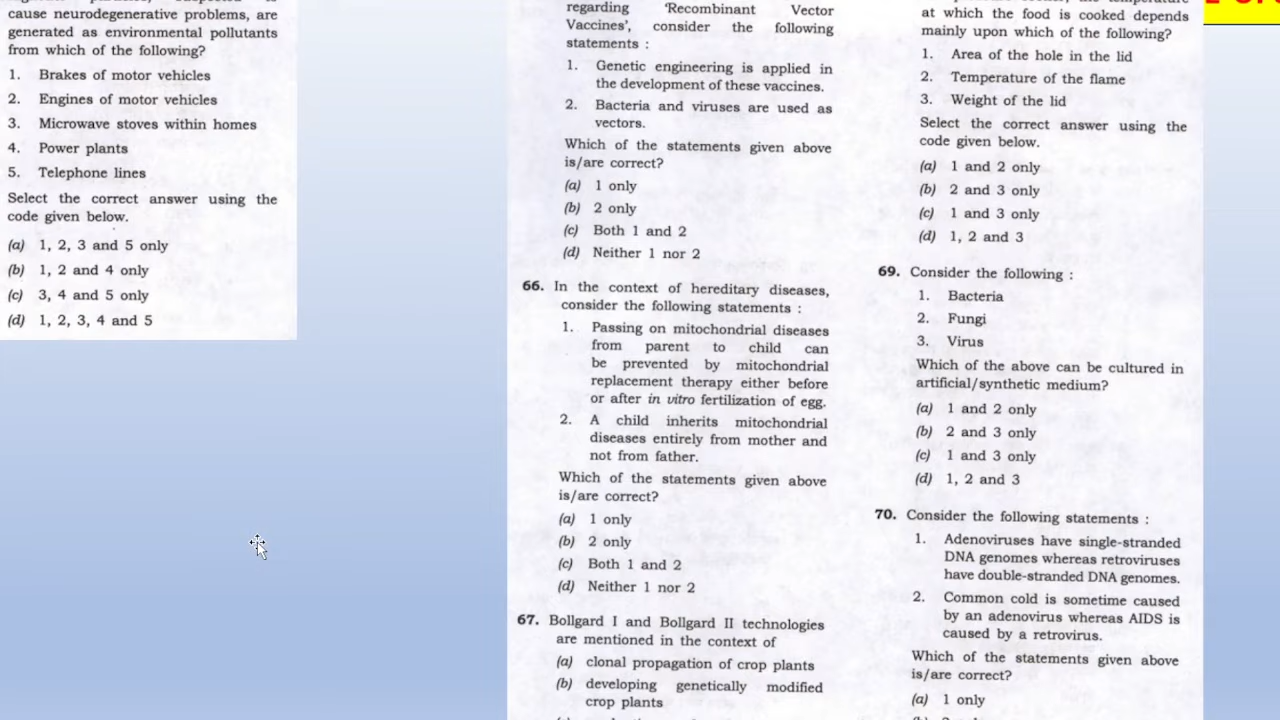 cause neurodegenerative problems, are
generated as environmental pollutants
from which of the following?
1. Brakes of motor vehicles
2. Engines of motor vehicles
3. Microwave stoves within homes
4. Power plants
5. Telephone lines
Select the correct answer using the
code given below.
(a) 1, 2, 3 and 5 only
(b) 1, 2 and 4 only
(c) 3, 4 and 5 only
(d) 1, 2, 3, 4 and 5
regarding 'Recombinant Vector
Vaccines', consider the following
statements :
1. Genetic engineering is applied in
the development of these vaccines.
2. Bacteria and viruses are used as
vectors.
Which of the statements given above
is/are correct?
(a) 1 only
(b) 2 only
(c) Both 1 and 2
(d) Neither 1 nor 2
66. In the context of hereditary diseases,
consider the following statements :
1. Passing on mitochondrial diseases
from parent to child can
be prevented by mitochondrial
replacement therapy either before
or after in vitro fertilization of egg.
2. A child inherits mitochondrial
diseases entirely from mother and
not from father.
Which of the statements given above
is/are correct?
(a) 1 only
(b) 2 only
(c) Both 1 and 2
(d) Neither 1 nor 2
67. Bollgard I and Bollgard II technologies
are mentioned in the context of
(a) clonal propagation of crop plants
(b) developing genetically modified
crop plants
at which the food is cooked depends
mainly upon which of the following?
1. Area of the hole in the lid
2. Temperature of the flame
3. Weight of the lid
Select the correct answer using the
code given below.
(a) 1 and 2 only
(b) 2 and 3 only
(c) 1 and 3 only
(d) 1, 2 and 3
69. Consider the following :
1. Bacteria
2. Fungi
3. Virus
Which of the above can be cultured in
artificial/synthetic medium?
(a) 1 and 2 only
(b) 2 and 3 only
(c) 1 and 3 only
(d) 1, 2 and 3
70. Consider the following statements :
1. Adenoviruses have single-stranded
DNA genomes whereas retroviruses
have double-stranded DNA genomes.
2. Common cold is sometime caused
by an adenovirus whereas AIDS is
caused by a retrovirus.
Which of the statements given above
is/are correct?
(a) 1 only